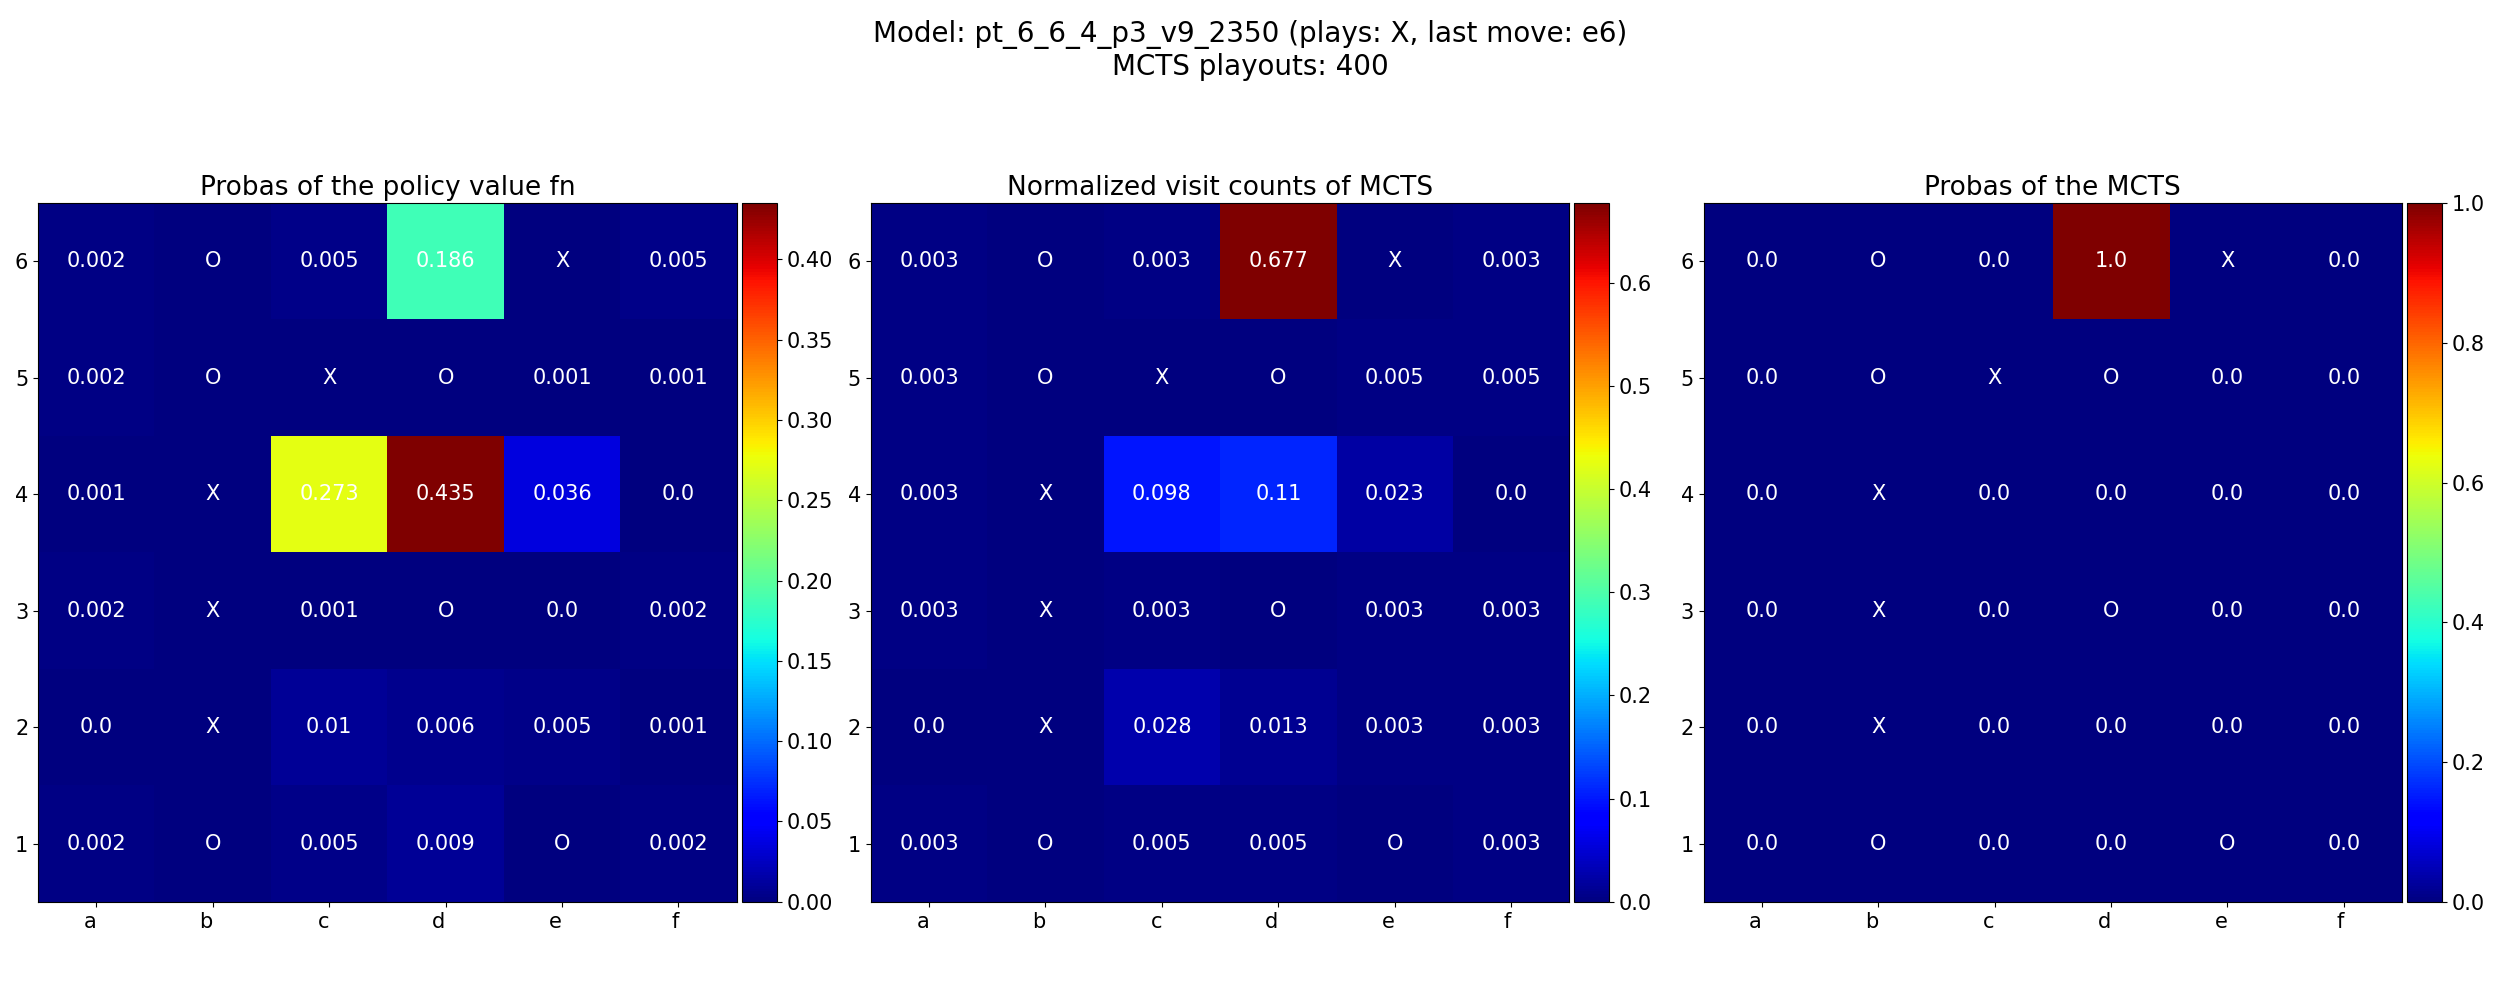 Model: pt_6_6_4_p3_v9_2350 (plays: X, last move: e6)
MCTS playouts: 400
Probas of the policy value fn
6 0.002 O 0.005 0.186 X 0.005
5 0.002 O X O 0.001 0.001
4 0.001 X 0.273 0.435 0.036 0.0
3 0.002 X 0.001 O 0.0 0.002
2 0.0 X 0.01 0.006 0.005 0.001
1 0.002 O 0.005 0.009 O 0.002
a b c d e f
0.40
0.35
0.30
0.25
0.20
0.15
0.10
0.05
0.00
Normalized visit counts of MCTS
6 0.003 O 0.003 0.677 X 0.003
5 0.003 O X O 0.005 0.005
4 0.003 X 0.098 0.11 0.023 0.0
3 0.003 X 0.003 O 0.003 0.003
2 0.0 X 0.028 0.013 0.003 0.003
1 0.003 O 0.005 0.005 O 0.003
a b c d e f
0.6
0.5
0.4
0.3
0.2
0.1
0.0
Probas of the MCTS
6 0.0 O 0.0 1.0 X 0.0
5 0.0 O X O 0.0 0.0
4 0.0 X 0.0 0.0 0.0 0.0
3 0.0 X 0.0 O 0.0 0.0
2 0.0 X 0.0 0.0 0.0 0.0
1 0.0 O 0.0 0.0 O 0.0
a b c d e f
1.0
0.8
0.6
0.4
0.2
0.0